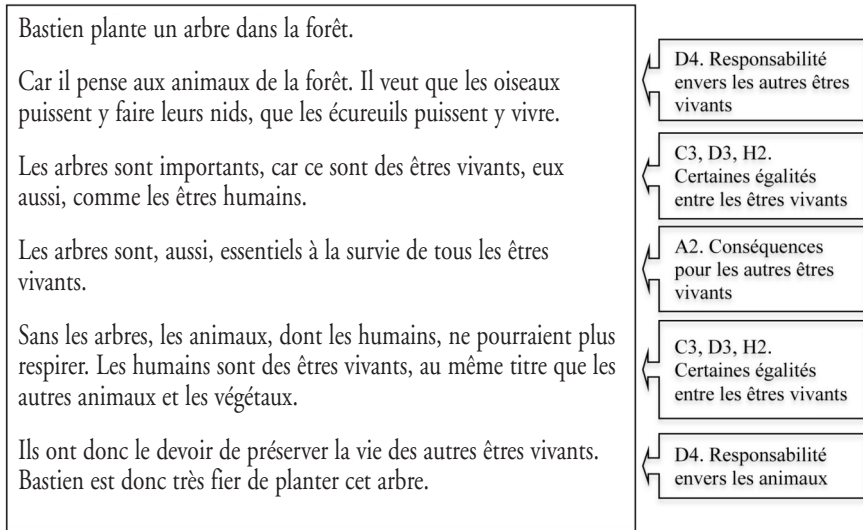 Bastien plante un arbre dans la forêt.
Car il pense aux animaux de la forêt. Il veut que les oiseaux
puissent y faire leurs nids, que les écureuils puissent y vivre.
Les arbres sont importants, car ce sont des êtres vivants, eux
aussi, comme les êtres humains.
Les arbres sont, aussi, essentiels à la survie de tous les êtres
vivants.
Sans les arbres, les animaux, dont les humains, ne pourraient plus
respirer. Les humains sont des êtres vivants, au même titre que les
autres animaux et les végétaux.
Ils ont donc le devoir de préserver la vie des autres êtres vivants.
Bastien est donc très fier de planter cet arbre.
D4. Responsabilité
envers les autres êtres
vivants
C3, D3, H2.
Certaines égalités
entre les êtres vivants
A2. Conséquences
pour les autres êtres
vivants
C3, D3, H2.
Certaines égalités
entre les êtres vivants
D4. Responsabilité
envers les animaux